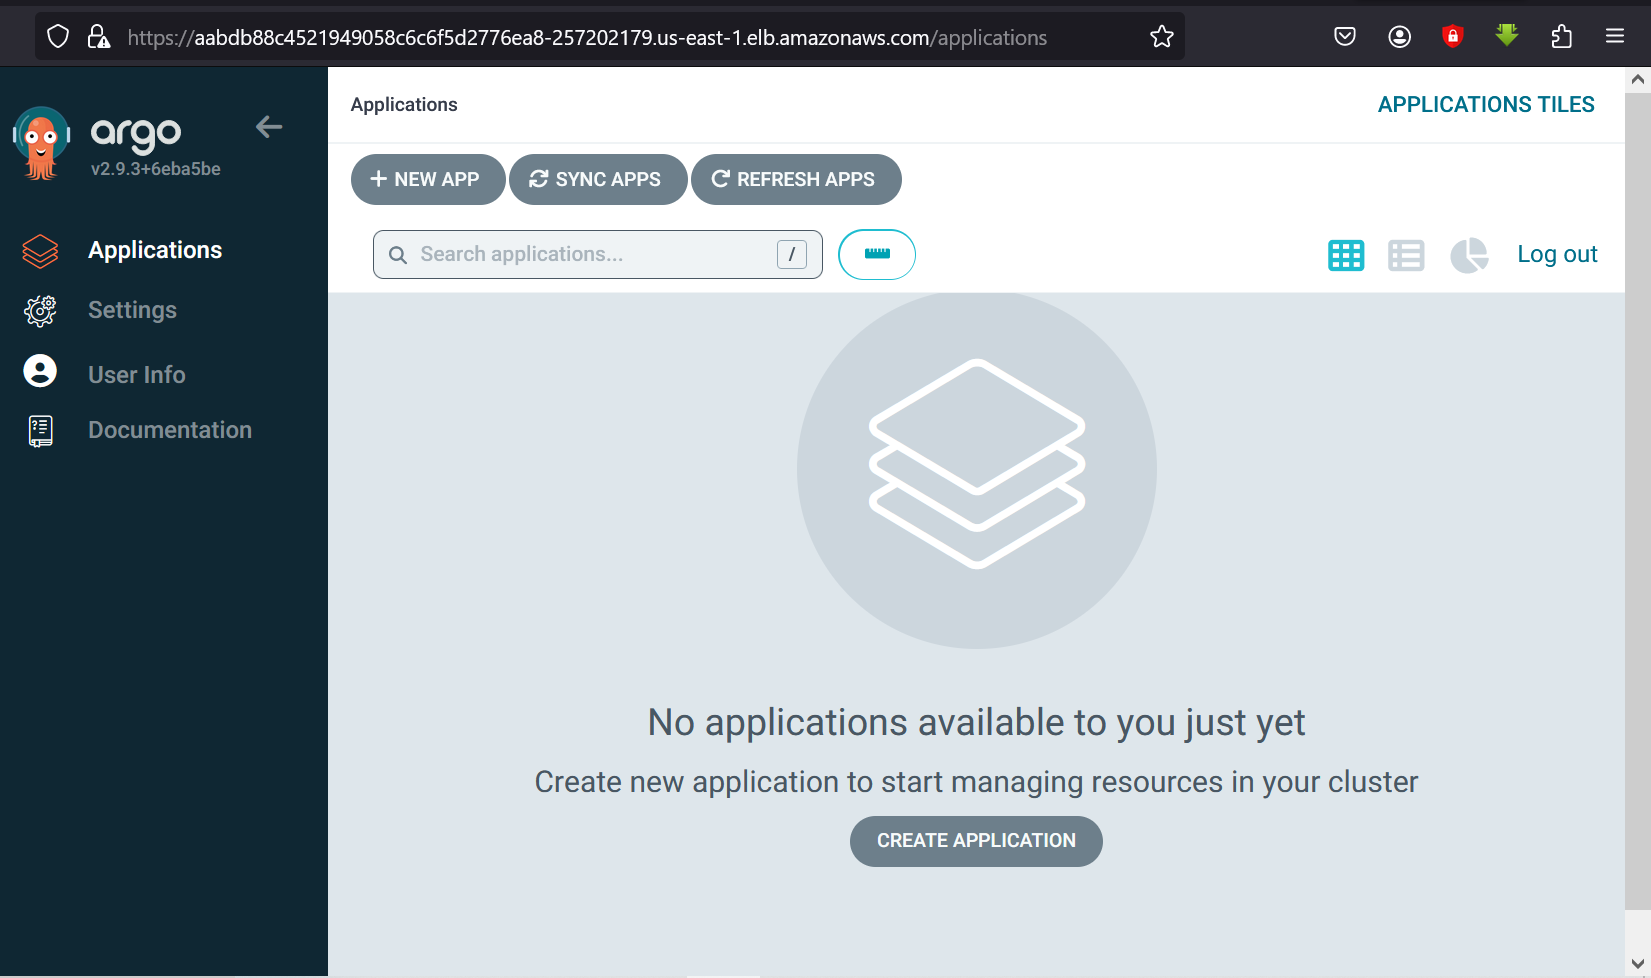 https://aabdb88c4521949058c6c6f5d2776ea8-257202179.us-east-1.elb.amazonaws.com/applications
argo
v2.9.3+6eba5be
Applications
Settings
User Info
Documentation
Applications
APPLICATIONS TILES
+ NEW APP
SYNC APPS
REFRESH APPS
Search applications...
/
Log out
No applications available to you just yet
Create new application to start managing resources in your cluster
CREATE APPLICATION